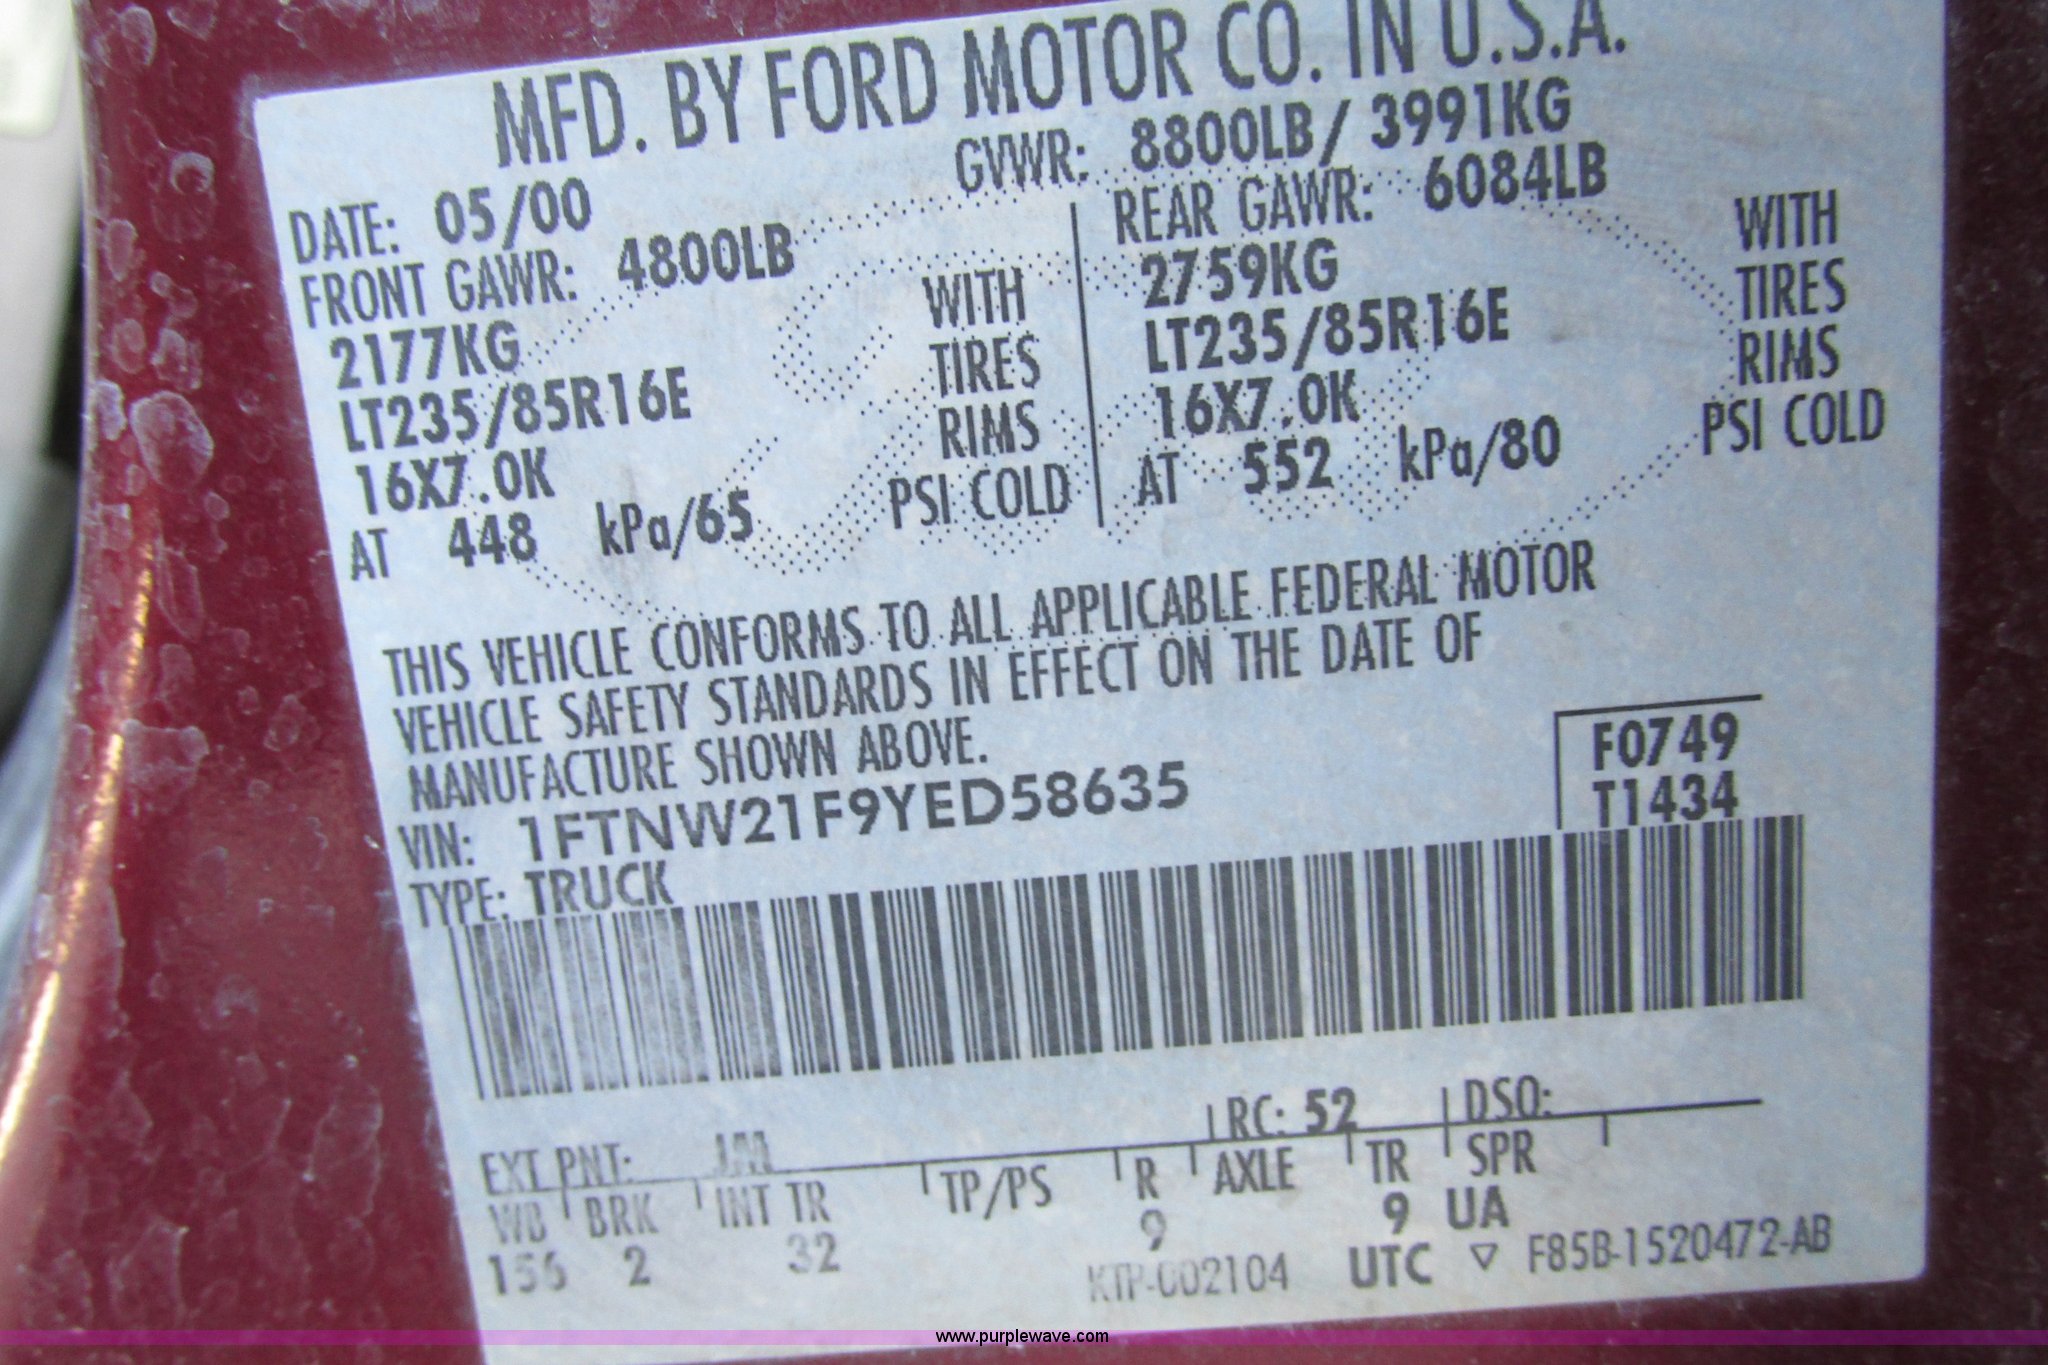 MFD. BY FORD MOTOR CO. IN U.S.A.
DATE: 05/00 GVWR: 8800LB/ 3991KG
FRONT GAWR: 4800LB REAR GAWR: 6084LB
2177KG WITH 2759KG WITH
LT235/85R16E TIRES LT235/85R16E TIRES
16X7.0K RIMS 16X7.0K RIMS
AT 448 kPa/65 PSI COLD AT 552 kPa/80 PSI COLD
THIS VEHICLE CONFORMS TO ALL APPLICABLE FEDERAL MOTOR
VEHICLE SAFETY STANDARDS IN EFFECT ON THE DATE OF
MANUFACTURE SHOWN ABOVE.
F0749
VIN: 1FTNW21F9YED58635 T1434
TYPE: TRUCK
EXT PNT: JM RC: 52 DSO:
WB BRK INT TR TP/PS R AXLE TR SPR
156 2 32 9 9 UA
KTP-002104 UTC ▽ F85B-1520472-AB
www.purplewave.com